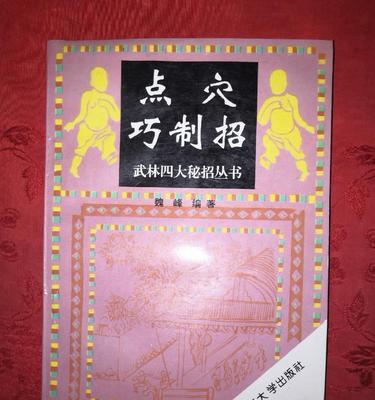 点穴
巧制招
武林四大秘招丛书
魏峰 编著
大学出版社